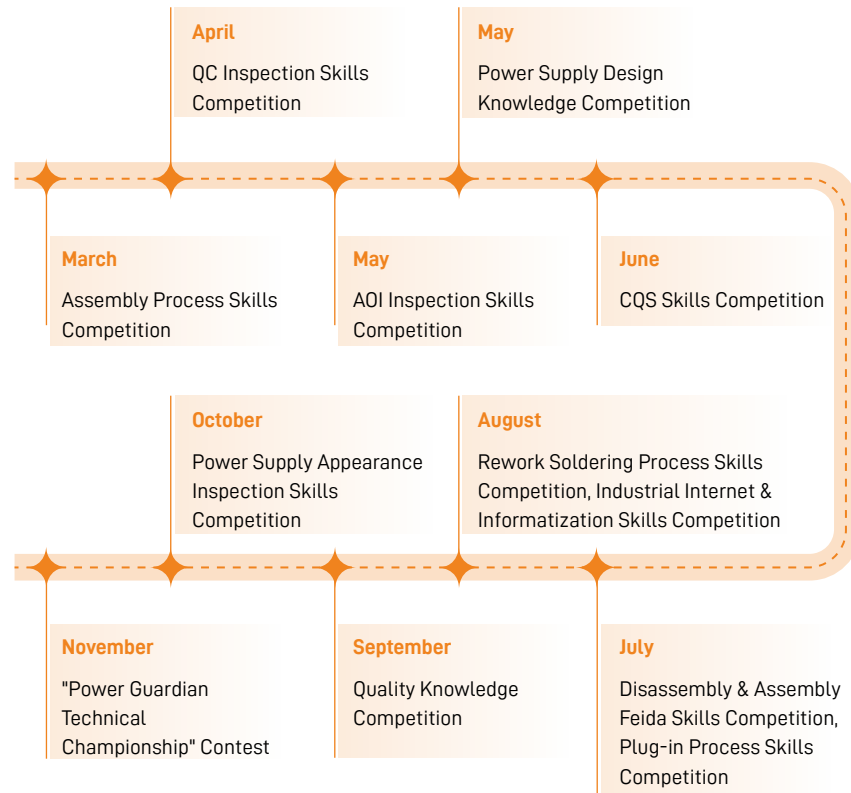 April
QC Inspection Skills
Competition
May
Power Supply Design
Knowledge Competition
March
Assembly Process Skills
Competition
May
AOI Inspection Skills
Competition
June
CQS Skills Competition
October
Power Supply Appearance
Inspection Skills
Competition
August
Rework Soldering Process Skills
Competition, Industrial Internet &
Informatization Skills Competition
November
"Power Guardian
Technical
Championship" Contest
September
Quality Knowledge
Competition
July
Disassembly & Assembly
Feida Skills Competition,
Plug-in Process Skills
Competition